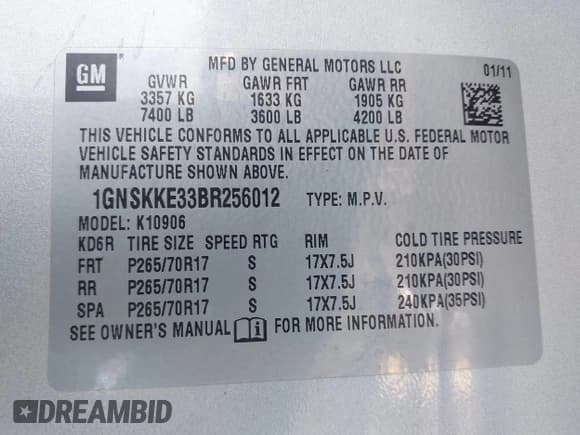 GM ®
MFD BY GENERAL MOTORS LLC
01/11
GVWR GAWR FRT GAWR RR
3357 KG 1633 KG 1905 KG
7400 LB 3600 LB 4200 LB
THIS VEHICLE CONFORMS TO ALL APPLICABLE U.S. FEDERAL MOTOR
VEHICLE SAFETY STANDARDS IN EFFECT ON THE DATE OF
MANUFACTURE SHOWN ABOVE.
1GNSKKE33BR256012 TYPE: M.P.V.
MODEL: K10906
KD6R TIRE SIZE SPEED RTG RIM COLD TIRE PRESSURE
FRT P265/70R17 S 17X7.5J 210KPA(30PSI)
RR P265/70R17 S 17X7.5J 210KPA(30PSI)
SPA P265/70R17 S 17X7.5J 240KPA(35PSI)
SEE OWNER'S MANUAL FOR MORE INFORMATION.
DREAMBID